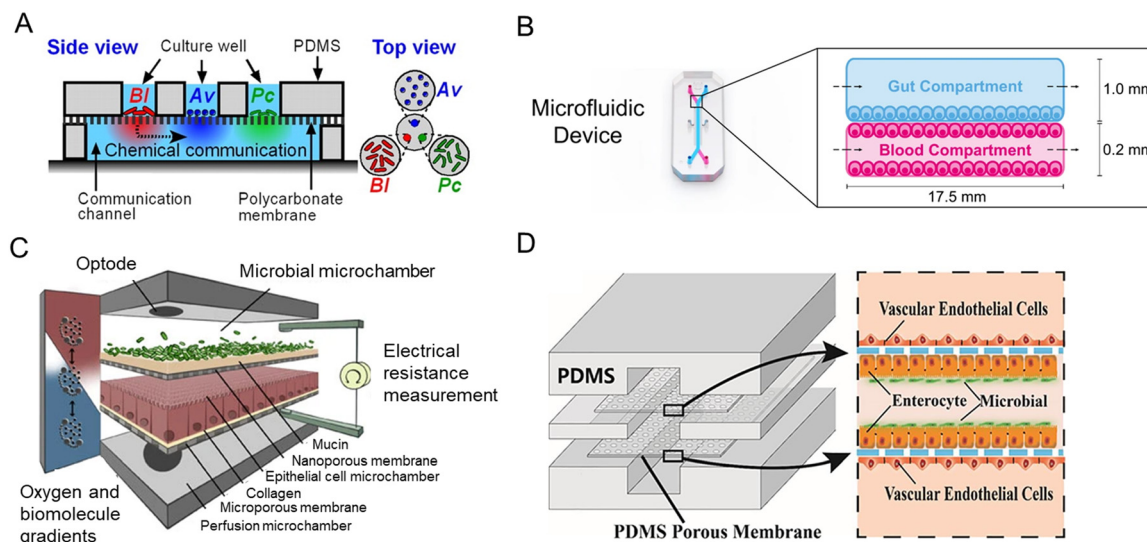 A
Side view
Culture well
PDMS
Top view
Bl
Av
Pc
Chemical communication
Communication
channel
Polycarbonate
membrane
Av
Bl
Pc
B
Microfluidic
Device
Gut Compartment
Blood Compartment
1.0 mm
0.2 mm
17.5 mm
C
Optode
Microbial microchamber
Electrical
resistance
measurement
Mucin
Nanoporous membrane
Epithelial cell microchamber
Collagen
Microporous membrane
Perfusion microchamber
Oxygen and
biomolecule
gradients
D
PDMS
PDMS Porous Membrane
Vascular Endothelial Cells
Enterocyte
Microbial
Vascular Endothelial Cells